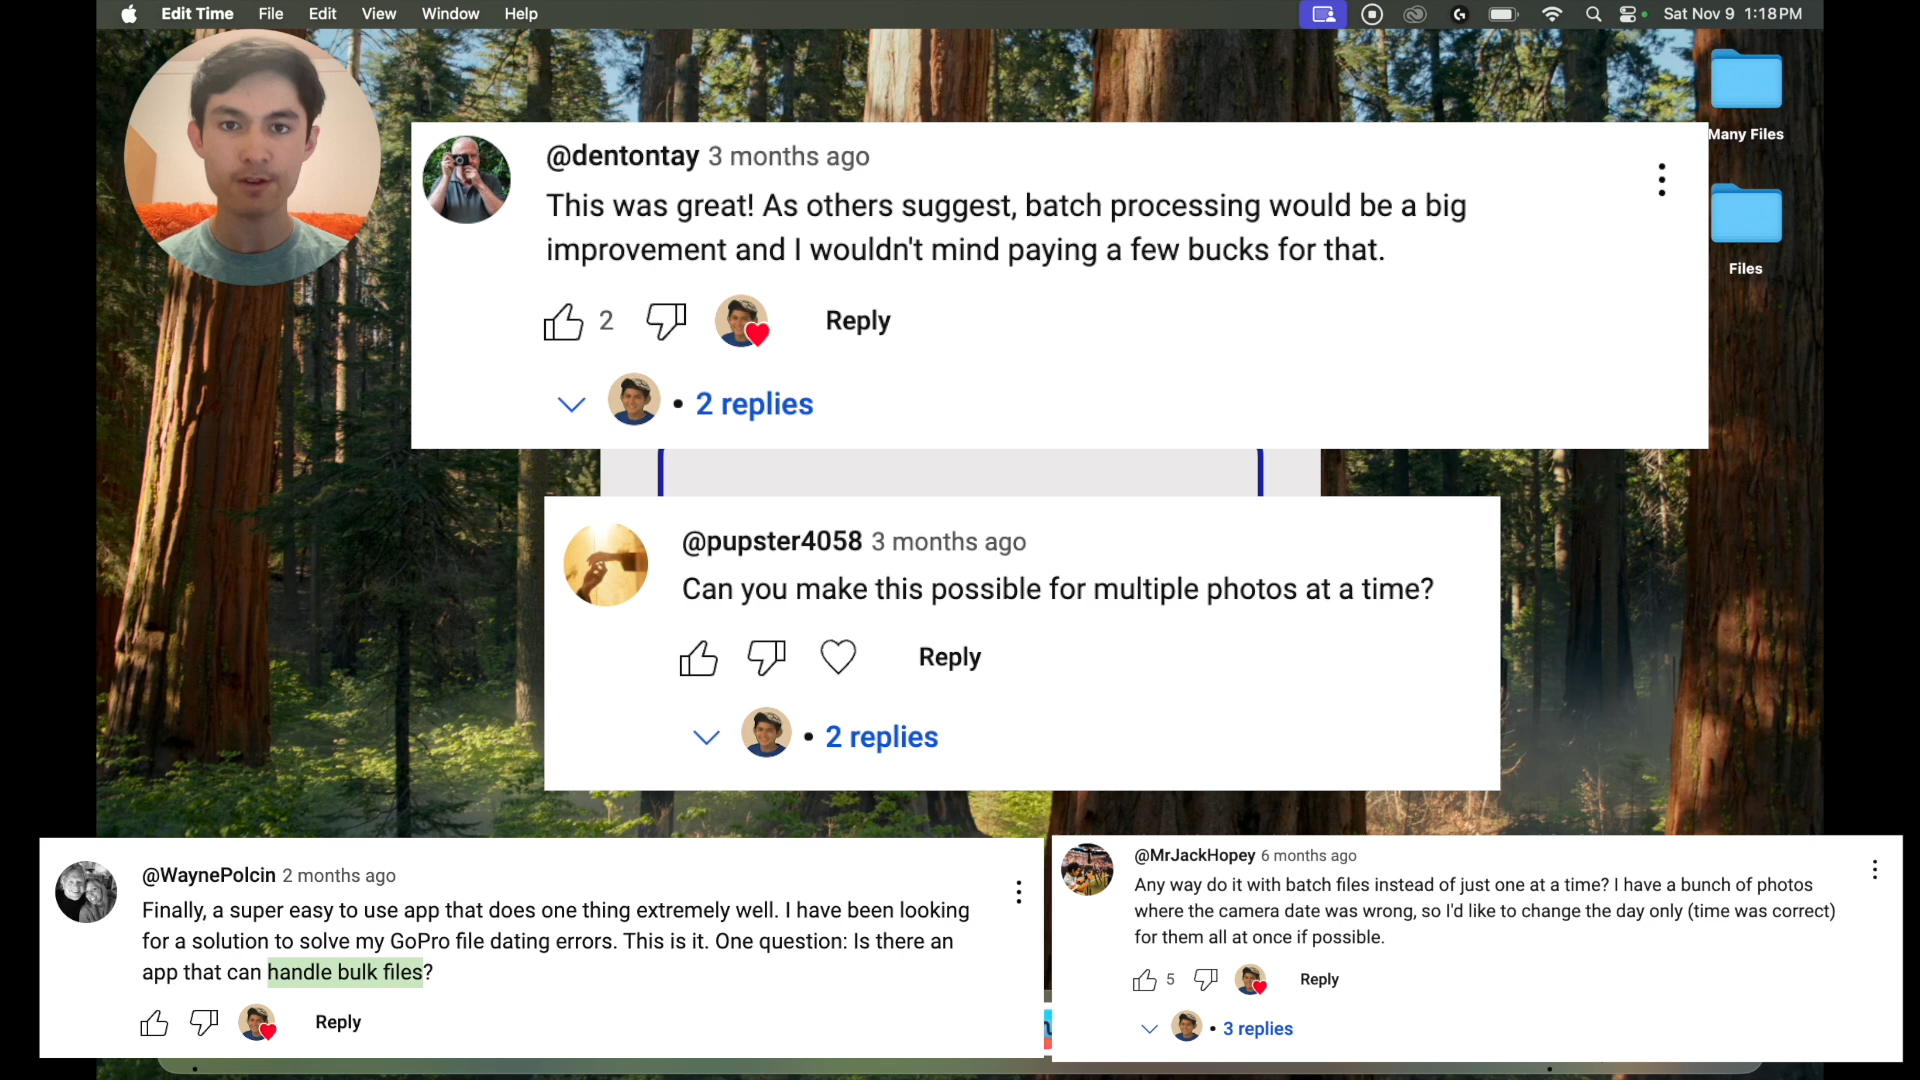 Edit Time File Edit View Window Help Sat Nov 9 1:18 PM
Many Files
Files
@dentontay 3 months ago
This was great! As others suggest, batch processing would be a big
improvement and I wouldn't mind paying a few bucks for that.
2 Reply
• 2 replies
@pupster4058 3 months ago
Can you make this possible for multiple photos at a time?
Reply
• 2 replies
@WaynePolcin 2 months ago
Finally, a super easy to use app that does one thing extremely well. I have been looking
for a solution to solve my GoPro file dating errors. This is it. One question: Is there an
app that can handle bulk files?
Reply
@MrJackHopey 6 months ago
Any way do it with batch files instead of just one at a time? I have a bunch of photos
where the camera date was wrong, so I'd like to change the day only (time was correct)
for them all at once if possible.
5 Reply
• 3 replies